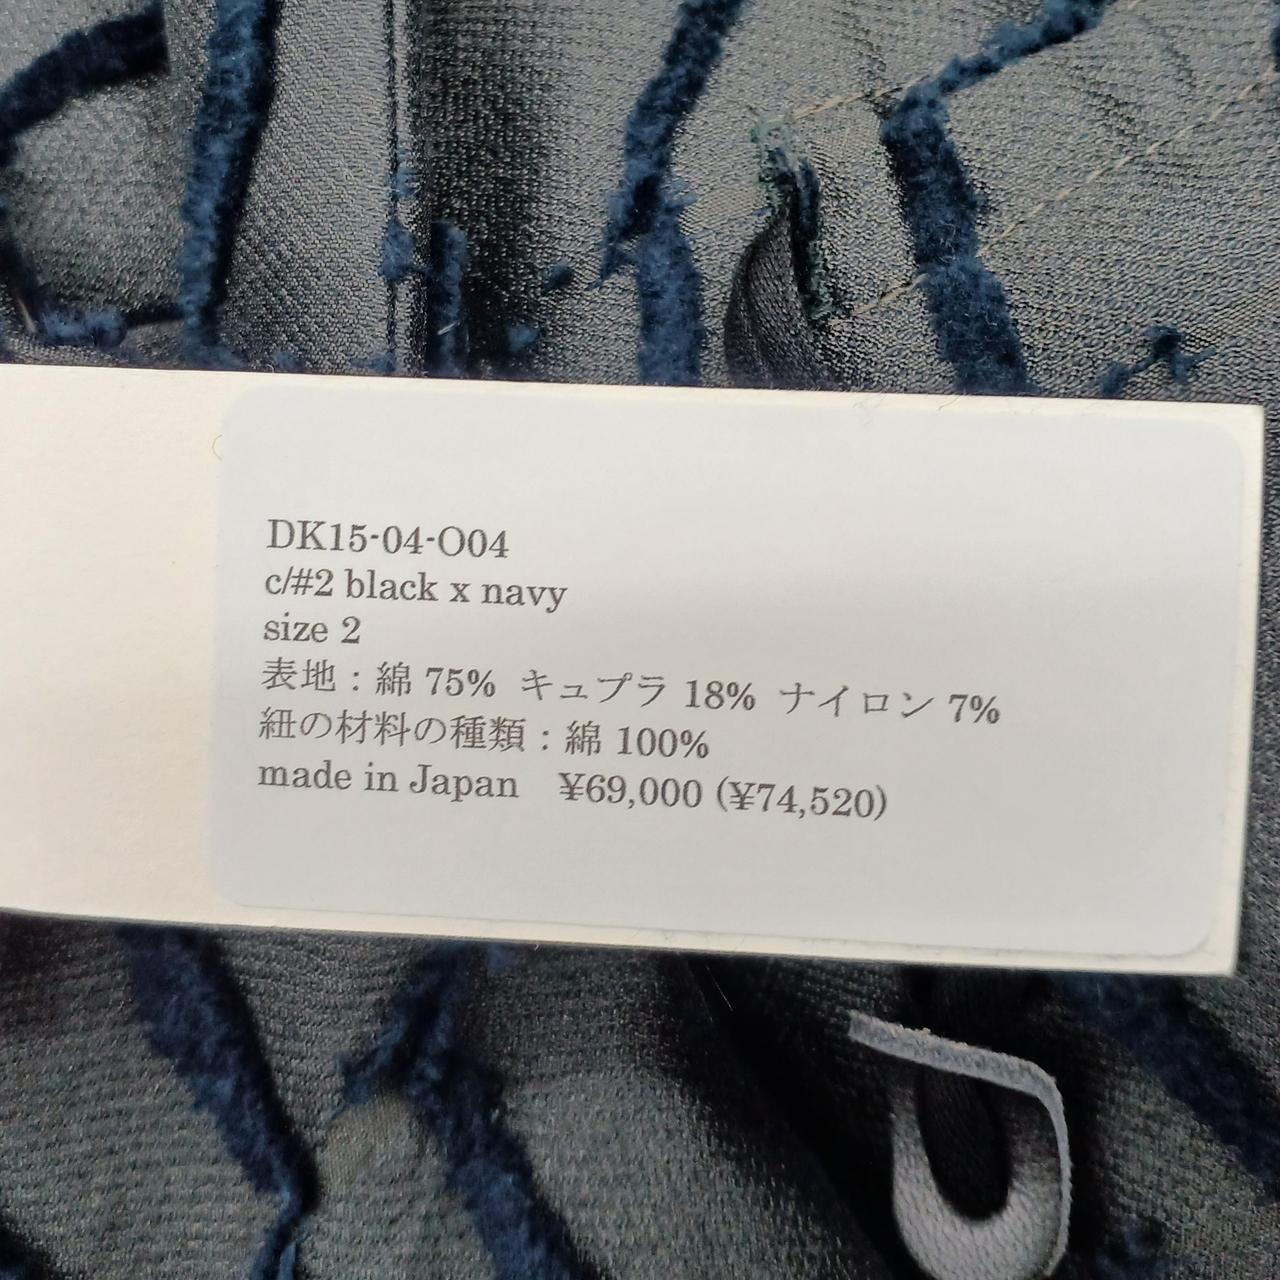 DK15-04-O04
c/#2 black x navy
size 2
表地：綿 75% キュプラ 18% ナイロン 7%
紐の材料の種類：綿 100%
made in Japan ¥69,000 (¥74,520)